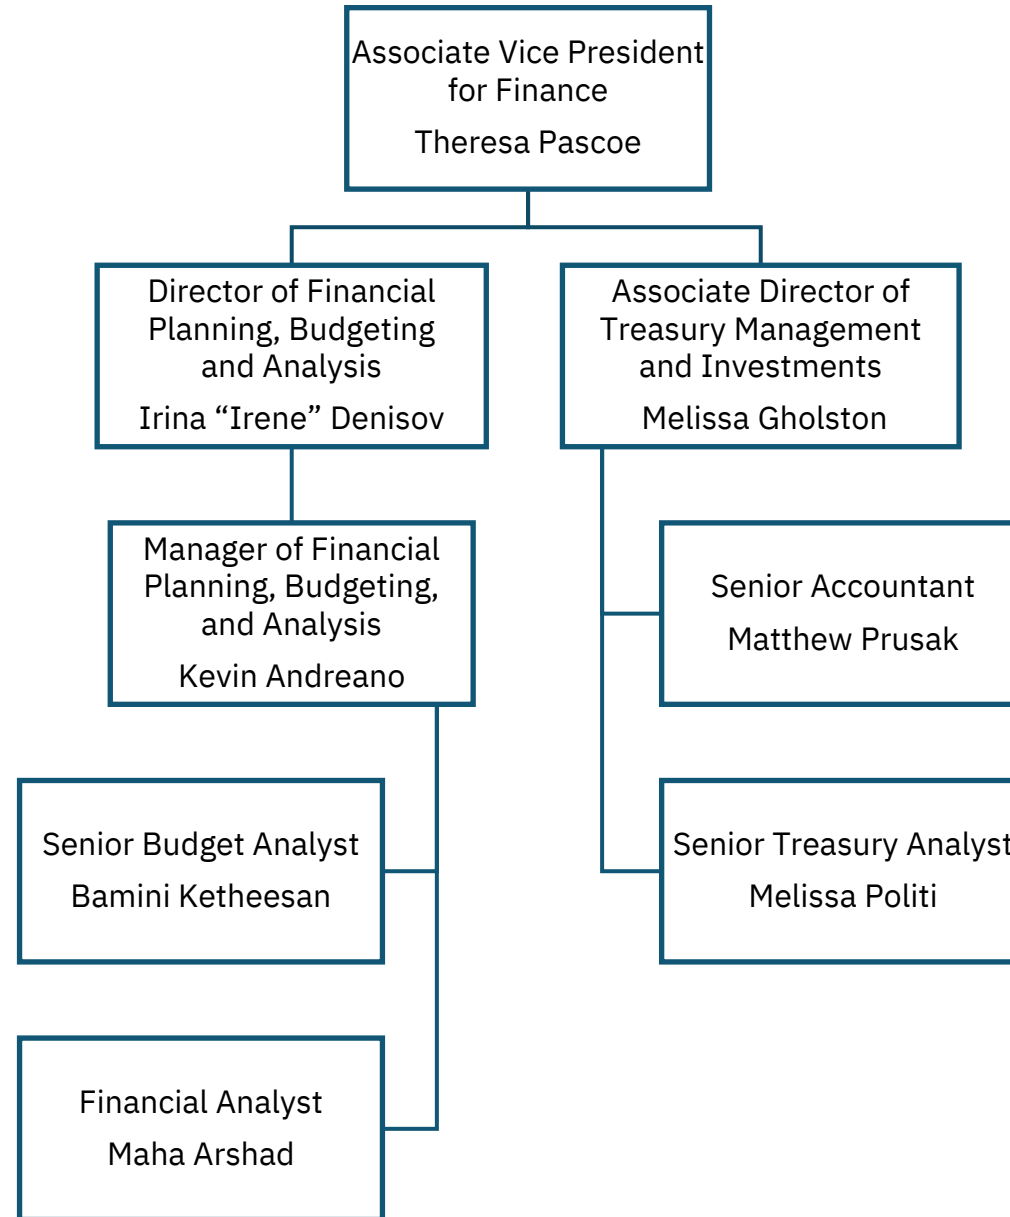 Associate Vice President
for Finance
Theresa Pascoe
Director of Financial
Planning, Budgeting
and Analysis
Irina “Irene” Denisov
Associate Director of
Treasury Management
and Investments
Melissa Gholston
Manager of Financial
Planning, Budgeting,
and Analysis
Kevin Andreano
Senior Accountant
Matthew Prusak
Senior Budget Analyst
Bamini Ketheesan
Senior Treasury Analyst
Melissa Politi
Financial Analyst
Maha Arshad